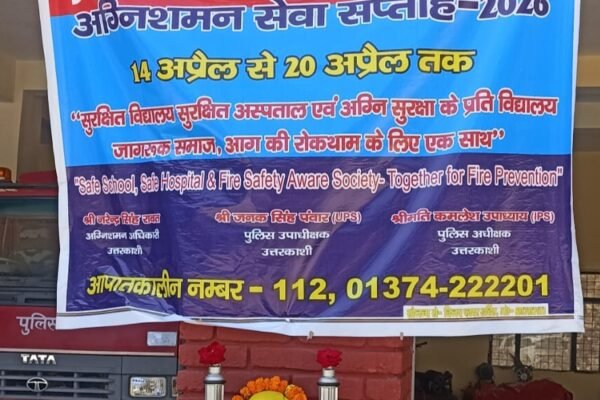 अग्निशमन सेवा सप्ताह-2026
14 अप्रैल से 20 अप्रैल तक
"सुरक्षित विद्यालय सुरक्षित अस्पताल एवं अग्नि सुरक्षा के प्रति विद्यालय
जागरूक समाज, आग की रोकथाम के लिए एक साथ"
"Safe School, Safe Hospital & Fire Safety Aware Society- Together for Fire Prevention"
श्री नरेन्द्र सिंह
श्री जनक सिंह पंवार (UPS)
श्रीमति कमलेश उपाध्याय (IPS)
अग्निशमन अधिकारी
पुलिस उपाधीक्षक
पुलिस अधीक्षक
उत्तरकाशी
उत्तरकाशी
उत्तरकाशी
आपातकालीन नम्बर - 112, 01374-222201
पुलिस
TATA